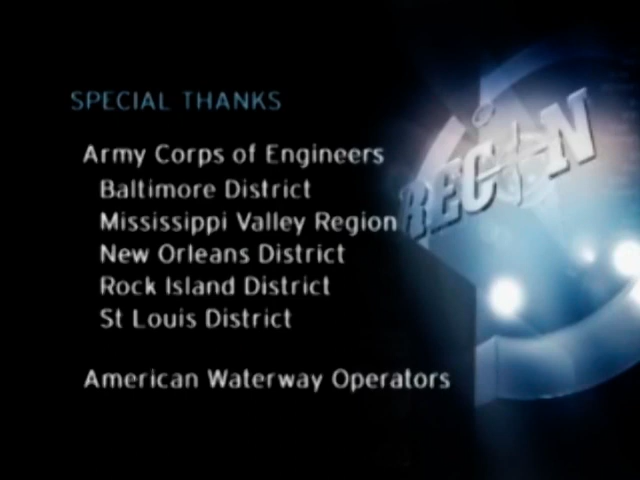 SPECIAL THANKS
Army Corps of Engineers
Baltimore District
Mississippi Valley Region
New Orleans District
Rock Island District
St Louis District
American Waterway Operators
RECON